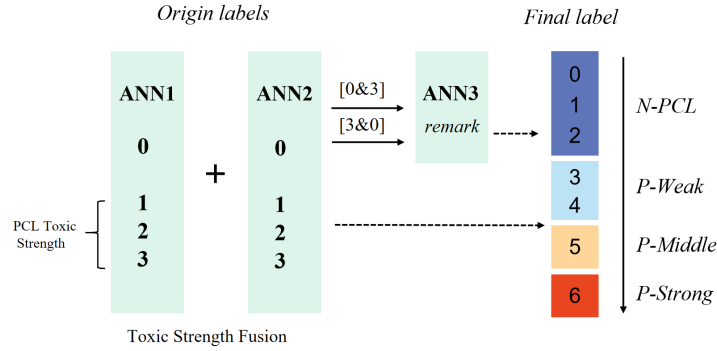 Origin labels
Final label
ANN1
0
1
2
3
+
ANN2
0
1
2
3
PCL Toxic
Strength
[0&3]
[3&0]
ANN3
remark
0
1
2
3
4
5
6
N-PCL
P-Weak
P-Middle
P-Strong
Toxic Strength Fusion